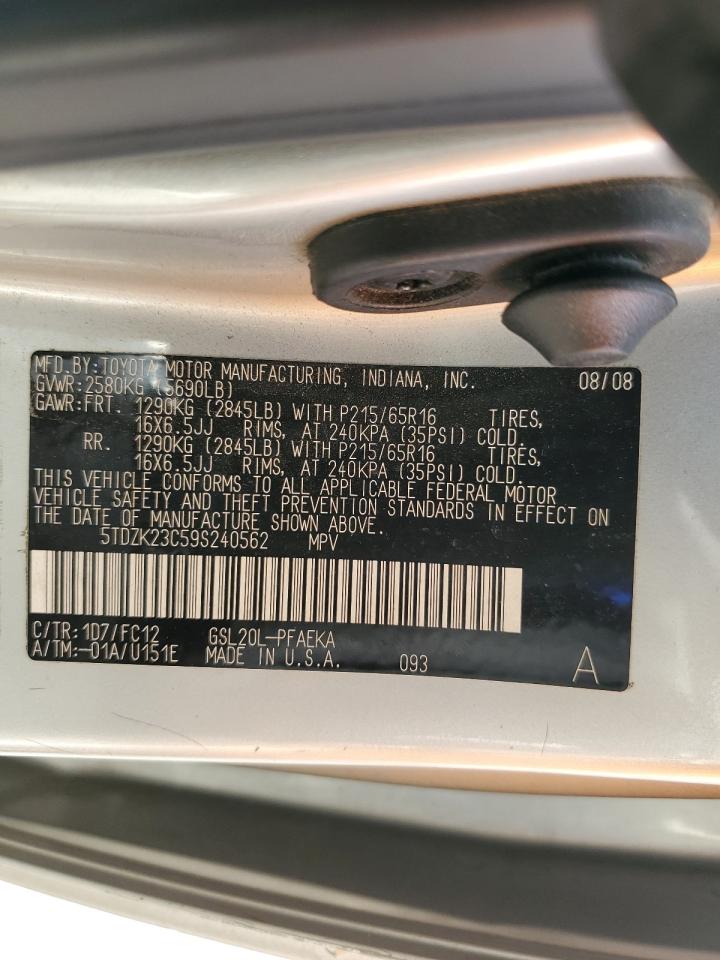 MFD.BY:TOYOTA MOTOR MANUFACTURING, INDIANA, INC. 08/08
GVWR:2580KG (5690LB)
GAWR:FRT. 1290KG (2845LB) WITH P215/65R16 TIRES,
16X6.5JJ RIMS, AT 240KPA (35PSI) COLD.
RR. 1290KG (2845LB) WITH P215/65R16 TIRES,
16X6.5JJ RIMS, AT 240KPA (35PSI) COLD.
THIS VEHICLE CONFORMS TO ALL APPLICABLE FEDERAL MOTOR
VEHICLE SAFETY AND THEFT PREVENTION STANDARDS IN EFFECT ON
THE DATE OF MANUFACTURE SHOWN ABOVE.
5TDZK23C59S240562 MPV
C/TR:1D7/FC12 GSL20L-PFAEKA
A/TM:-01A/U151E MADE IN U.S.A. 093 A